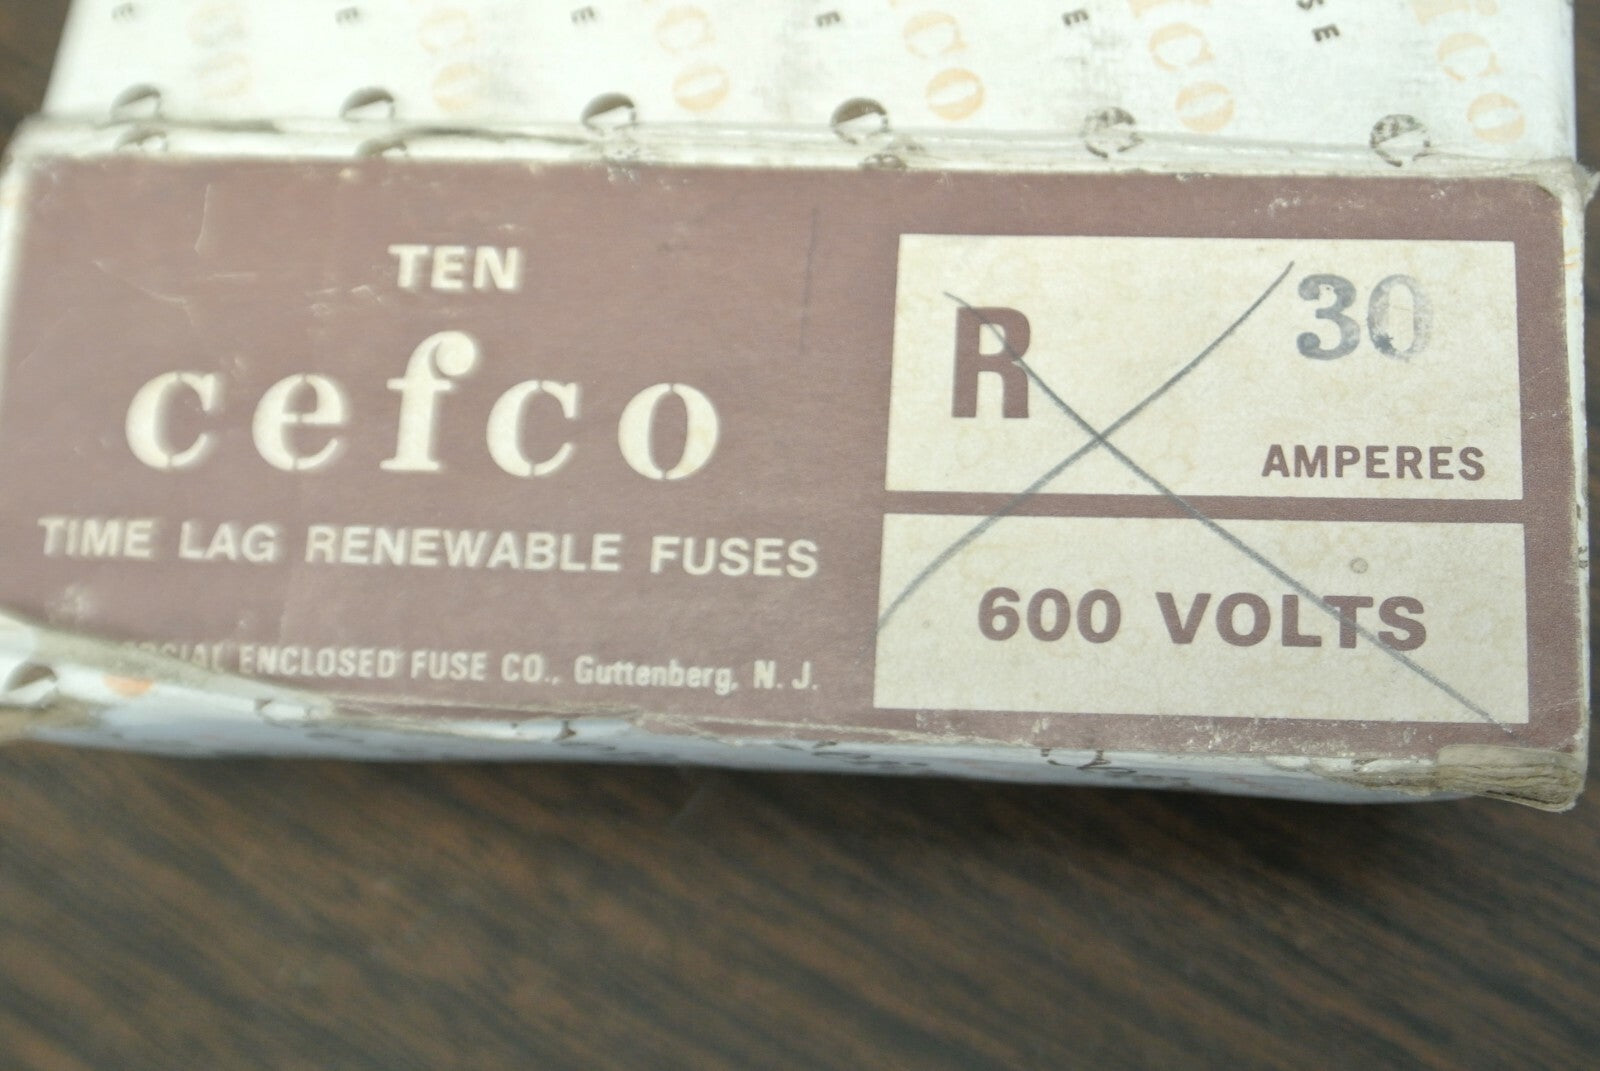 TEN
cefco
TIME LAG RENEWABLE FUSES
ENCLOSED FUSE CO., Guttenberg, N. J.
R 30
AMPERES
600 VOLTS